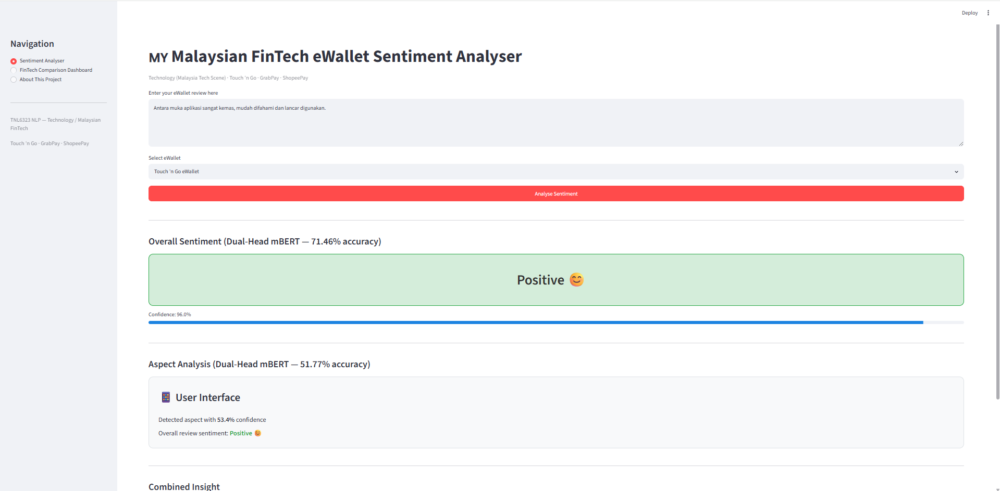 Deploy
Navigation
Sentiment Analyser
FinTech Comparison Dashboard
About This Project
TNL6323 NLP — Technology / Malaysian
FinTech
Touch 'n Go · GrabPay · ShopeePay
MY Malaysian FinTech eWallet Sentiment Analyser
Technology (Malaysia Tech Scene) · Touch 'n Go · GrabPay · ShopeePay
Enter your eWallet review here
Antara muka aplikasi sangat kemas, mudah difahami dan lancar digunakan.
Select eWallet
Touch 'n Go eWallet
Analyse Sentiment
Overall Sentiment (Dual-Head mBERT — 71.46% accuracy)
Positive 😊
Confidence: 96.0%
Aspect Analysis (Dual-Head mBERT — 51.77% accuracy)
📱 User Interface
Detected aspect with 53.4% confidence
Overall review sentiment: Positive 😊
Combined Insight